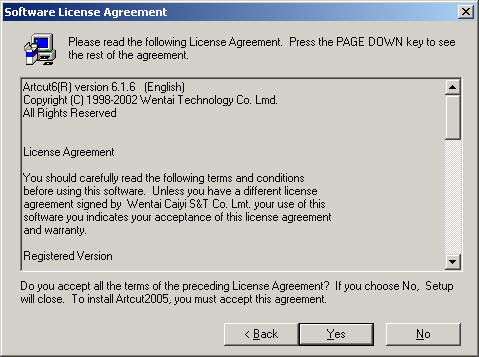 Software License Agreement
Please read the following License Agreement. Press the PAGE DOWN key to see
the rest of the agreement.
Artcut6(R) version 6.1.6 (English)
Copyright (C) 1998-2002 Wentai Technology Co. Lmd.
All Rights Reserved
License Agreement
You should carefully read the following terms and conditions
before using this software. Unless you have a different license
agreement signed by Wentai Caiyi S&T Co. Lmt. your use of this
software you indicates your acceptance of this license agreement
and warranty.
Registered Version
Do you accept all the terms of the preceding License Agreement? If you choose No, Setup
will close. To install Artcut2005, you must accept this agreement.
< Back Yes No